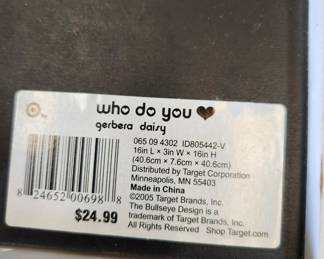 who do you ♥
gerbera daisy
065 09 4302 ID805442-V
16in L × 3in W × 16in H
(40.6cm × 7.6cm × 40.6cm)
Distributed by Target Corporation
Minneapolis, MN 55403
Made in China
©2005 Target Brands, Inc.
The Bullseye Design is a
trademark of Target Brands, Inc.
All Rights Reserved Shop Target.com
8 24652 00698 8
$24.99